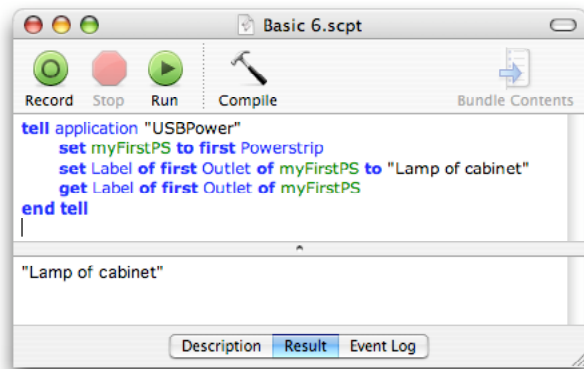 Basic 6.scpt
Record Stop Run Compile Bundle Contents
tell application "USBPower"
set myFirstPS to first Powerstrip
set Label of first Outlet of myFirstPS to "Lamp of cabinet"
get Label of first Outlet of myFirstPS
end tell
"Lamp of cabinet"
Description Result Event Log